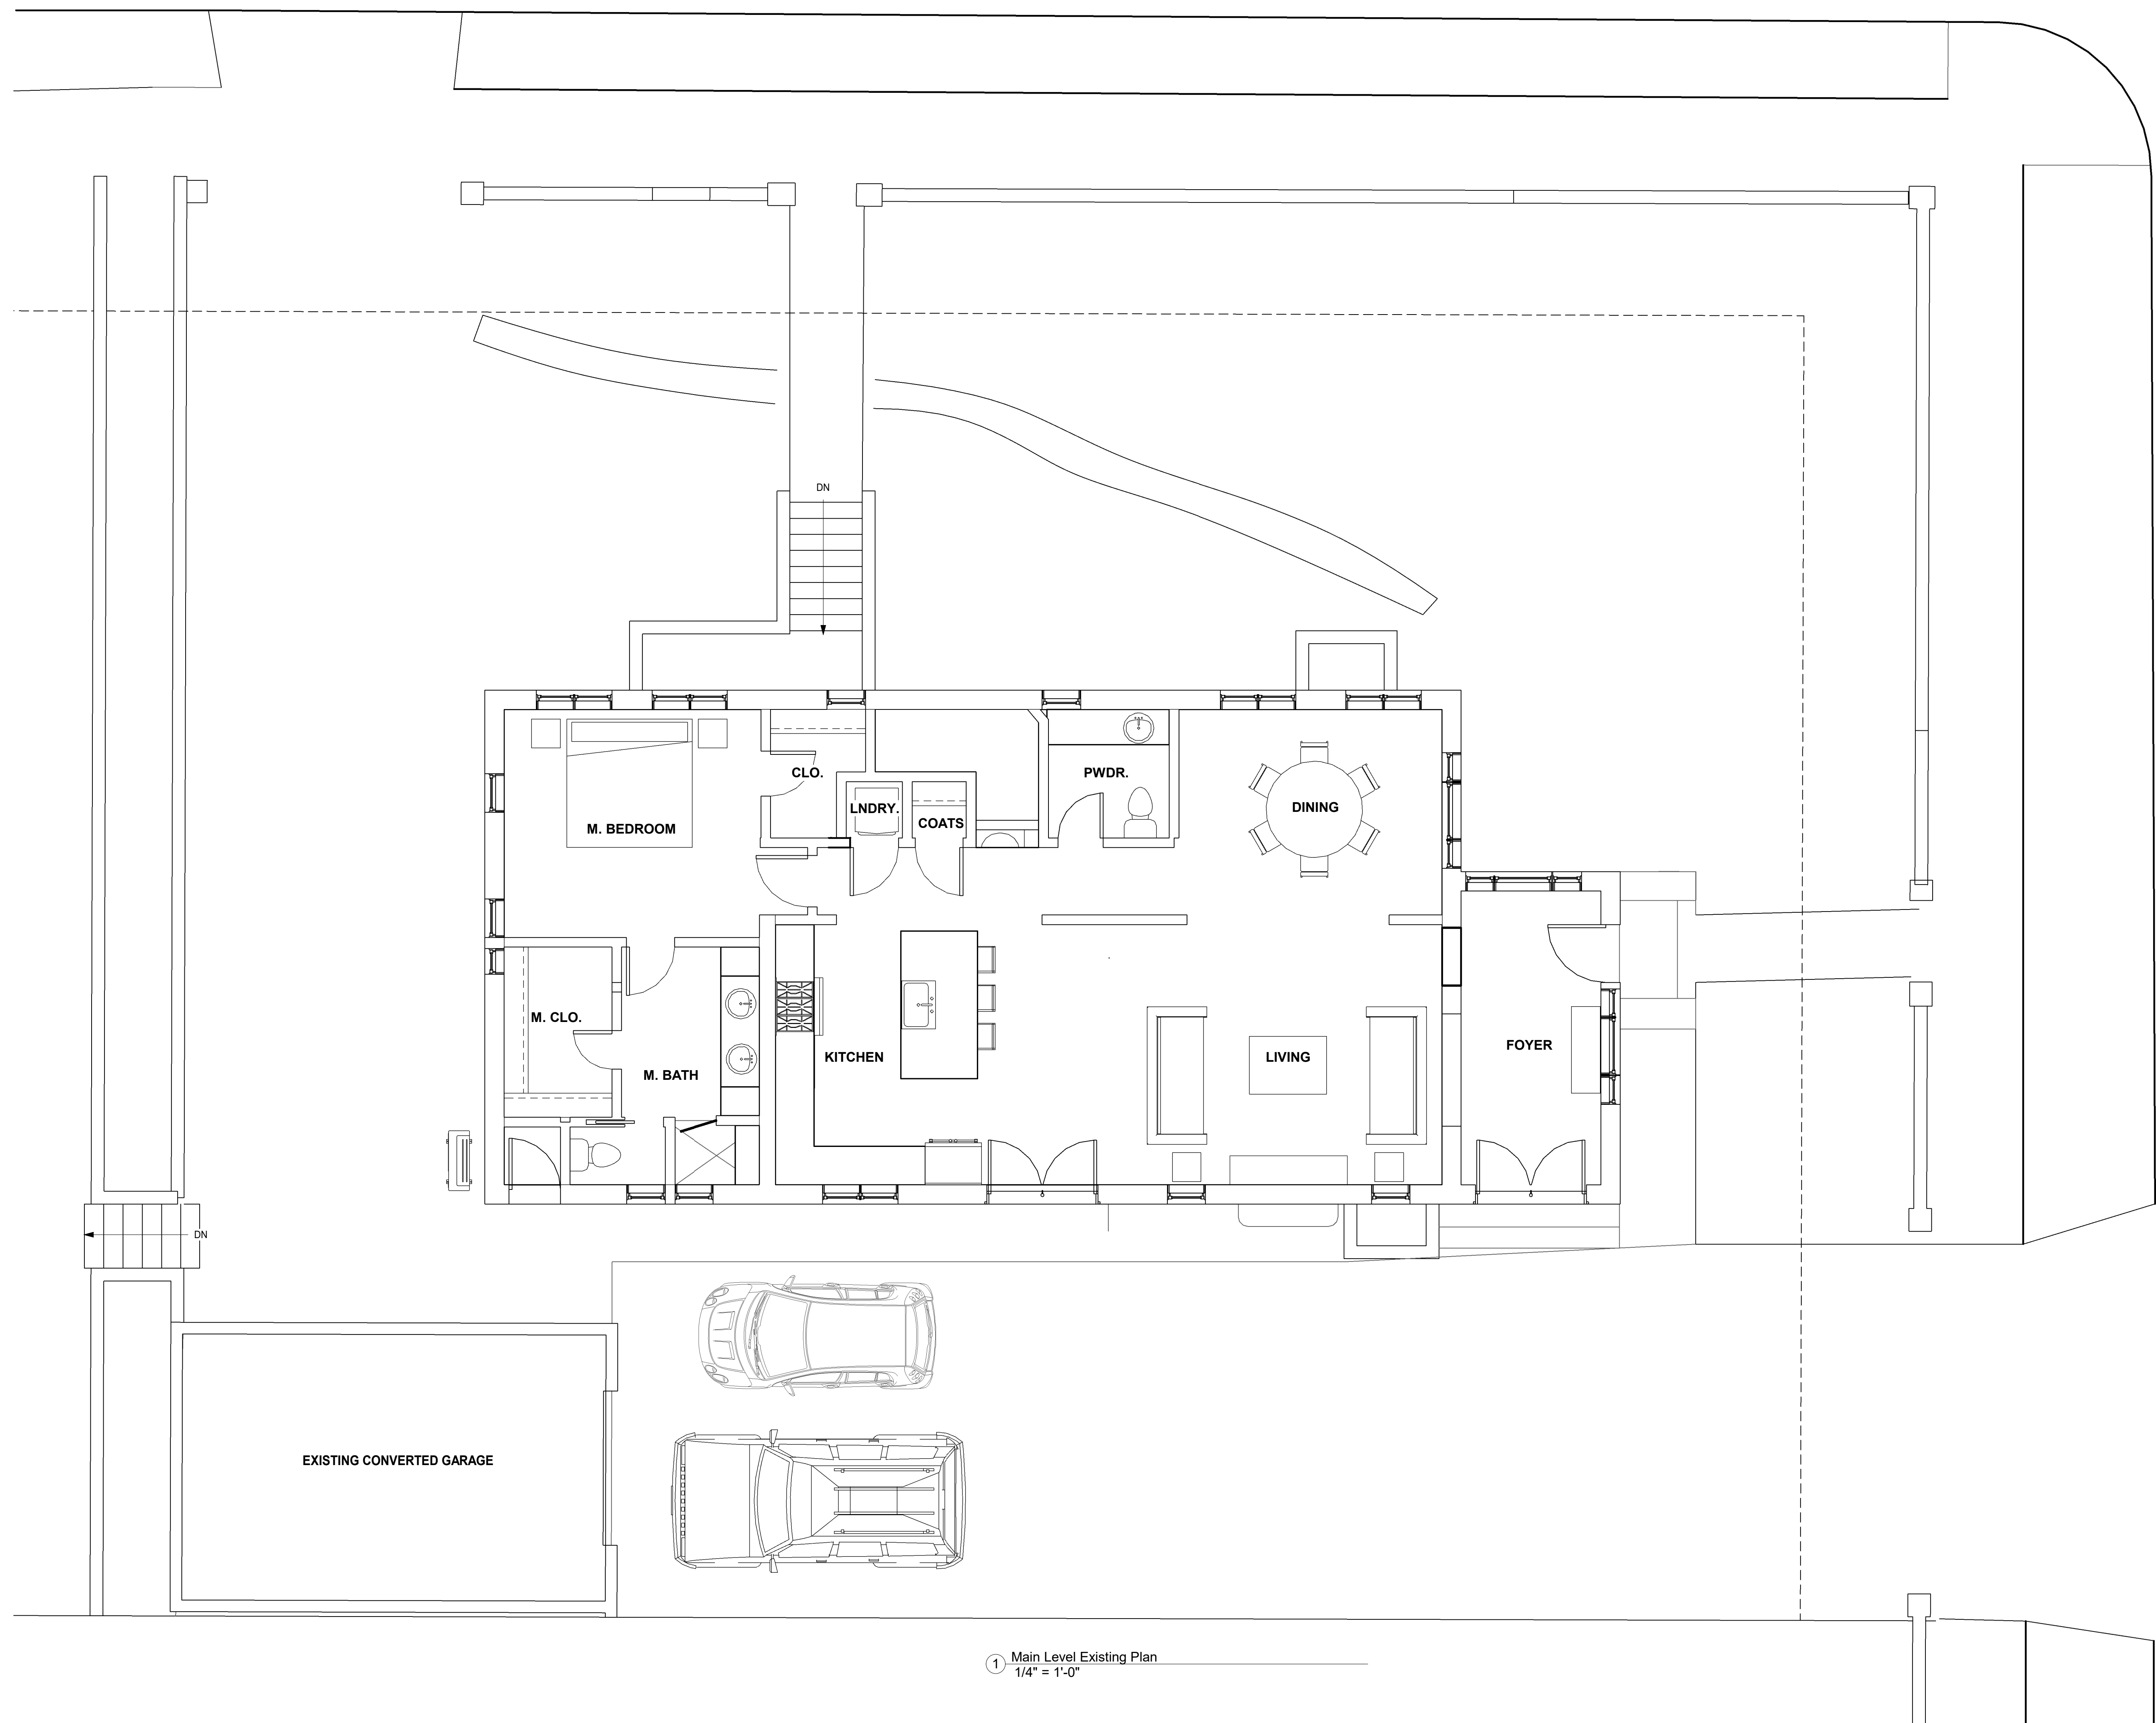 DN
CLO.
PWDR.
LNDRY.
DINING
COATS
M. BEDROOM
M. CLO.
FOYER
KITCHEN
LIVING
M. BATH
DN
EXISTING CONVERTED GARAGE
1
Main Level Existing Plan
1/4" = 1'-0"